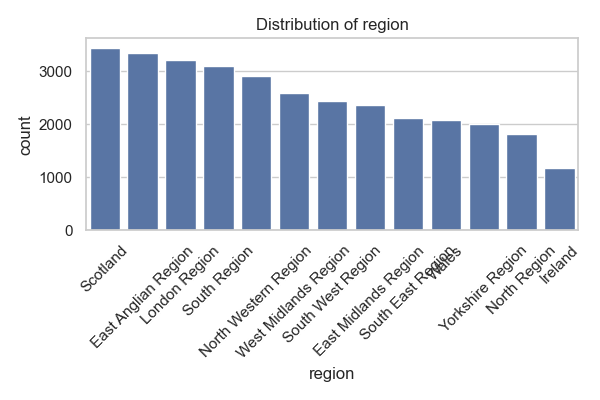 Distribution of region
count
3000
2000
1000
0
Scotland
East Anglian Region
London Region
South Region
North Western Region
West Midlands Region
South West Region
East Midlands Region
South East Region
Wales
Yorkshire Region
North Region
Ireland
region